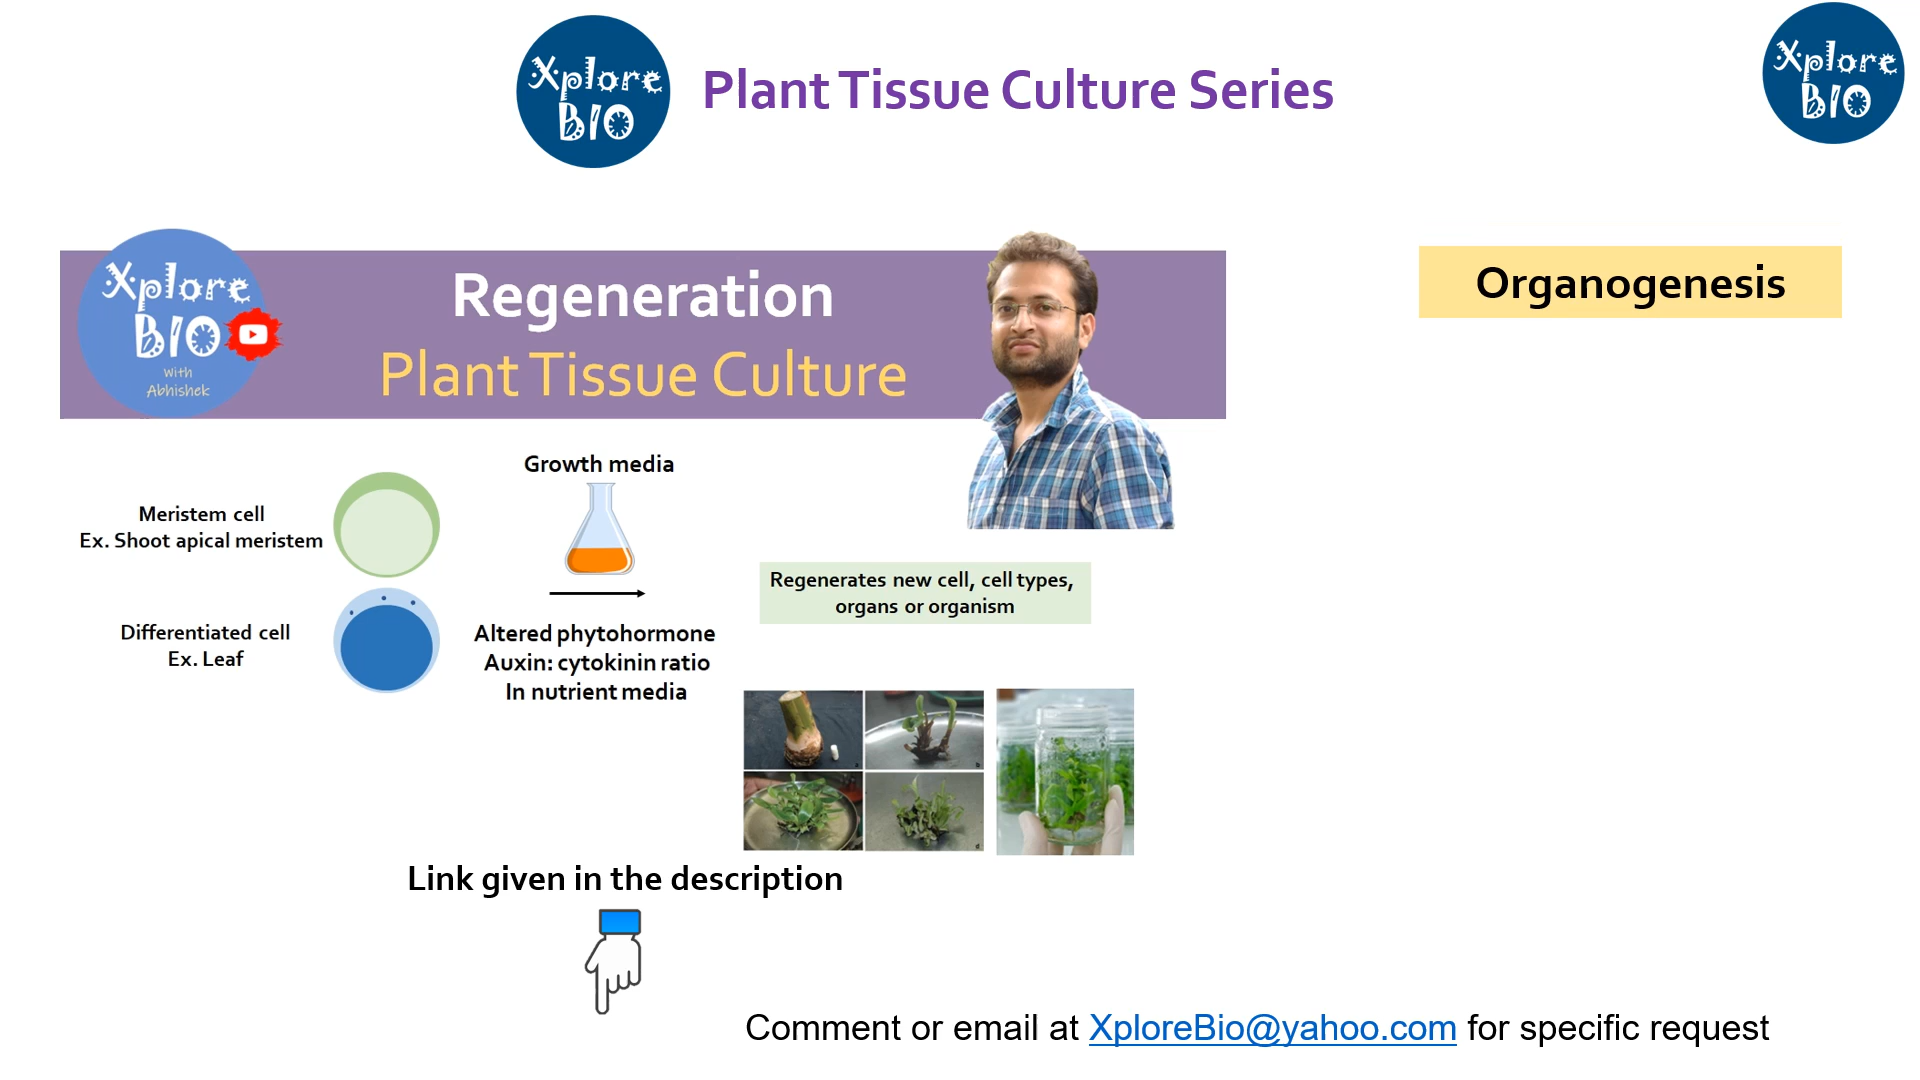 Xplore
BIO
Plant Tissue Culture Series
Xplore
BIO
Xplore
BIO
with
Abhishek
Regeneration
Plant Tissue Culture
Organogenesis
Growth media
Meristem cell
Ex. Shoot apical meristem
Differentiated cell
Ex. Leaf
Altered phytohormone
Auxin: cytokinin ratio
In nutrient media
Regenerates new cell, cell types,
organs or organism
Link given in the description
Comment or email at XploreBio@yahoo.com for specific request